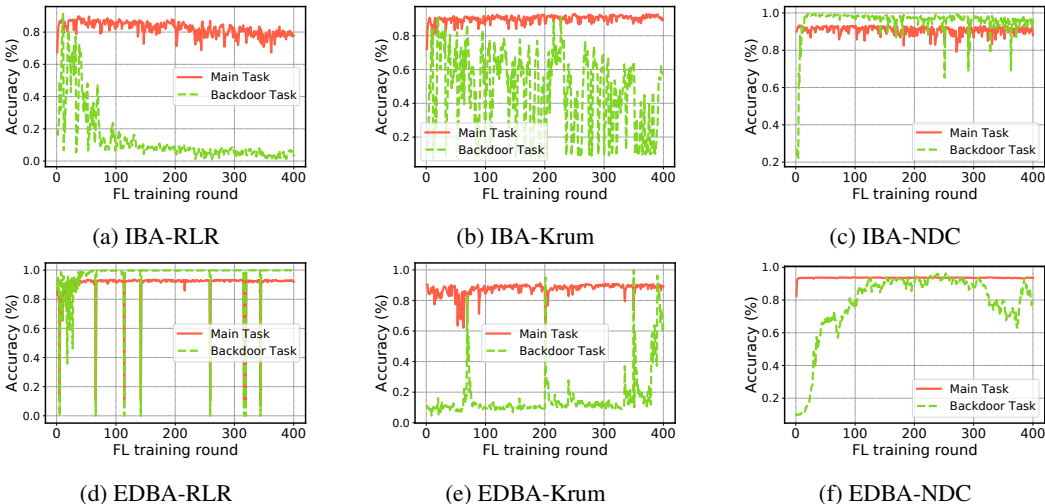 Accuracy (%)
0.8
0.6
0.4
0.2
0.0
Main Task
Backdoor Task
0 100 200 300 400
FL training round
(a) IBA-RLR
Accuracy (%)
0.8
0.6
0.4
0.2
Main Task
Backdoor Task
0 100 200 300 400
FL training round
(b) IBA-Krum
Accuracy (%)
1.0
0.8
0.6
0.4
0.2
Main Task
Backdoor Task
0 100 200 300 400
FL training round
(c) IBA-NDC
Accuracy (%)
1.0
0.8
0.6
0.4
0.2
0.0
Main Task
Backdoor Task
0 100 200 300 400
FL training round
(d) EDBA-RLR
Accuracy (%)
1.0
0.8
0.6
0.4
0.2
Main Task
Backdoor Task
0 100 200 300 400
FL training round
(e) EDBA-Krum
Accuracy (%)
1.0
0.8
0.6
0.4
0.2
Main Task
Backdoor Task
0 100 200 300 400
FL training round
(f) EDBA-NDC